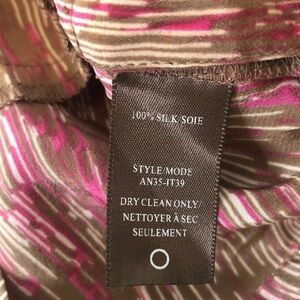 100% SILK/SOIE
STYLE/MODE
AN35-IT39
DRY CLEAN ONLY/
NETTOYER À SEC
SEULEMENT